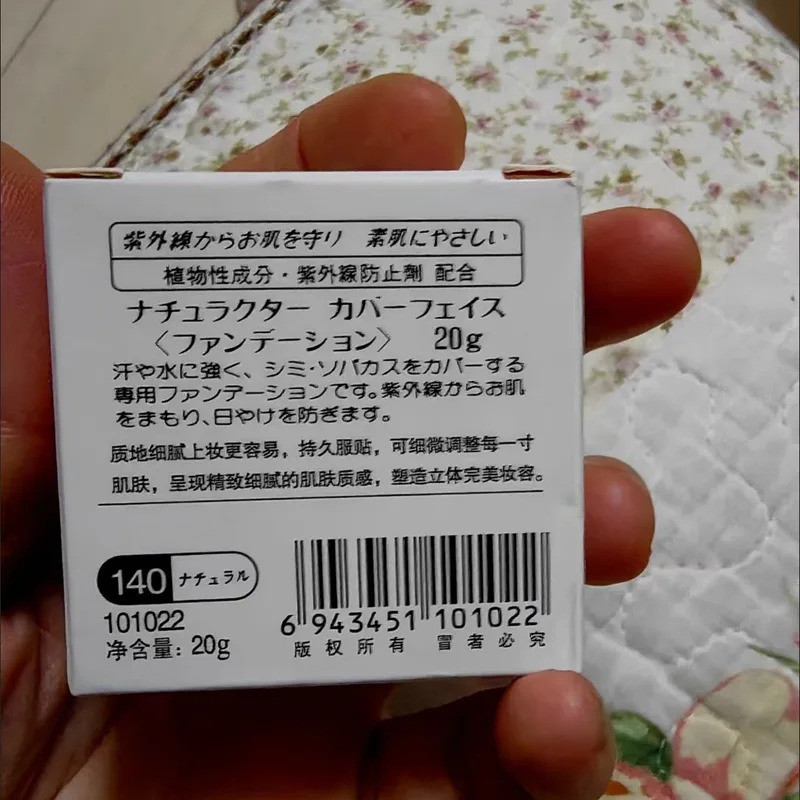 紫外線からお肌を守り 素肌にやさしい
植物性成分・紫外線防止劑 配合
ナチュラクター カバーフェイス
〈ファンデーション〉 20g
汗や水に強く、シミ・ソバカスをカバーする
專用ファンデーションです。紫外線からお肌
をまもり、日やけを防ぎます。
质地细腻上妆更容易，持久服贴，可细微调整每一寸
肌肤，呈现精致细腻的肌肤质感，塑造立体完美妆容。
140 ナチュラル
101022
净含量：20g
6 943451 101022
版权所有 冒者必究